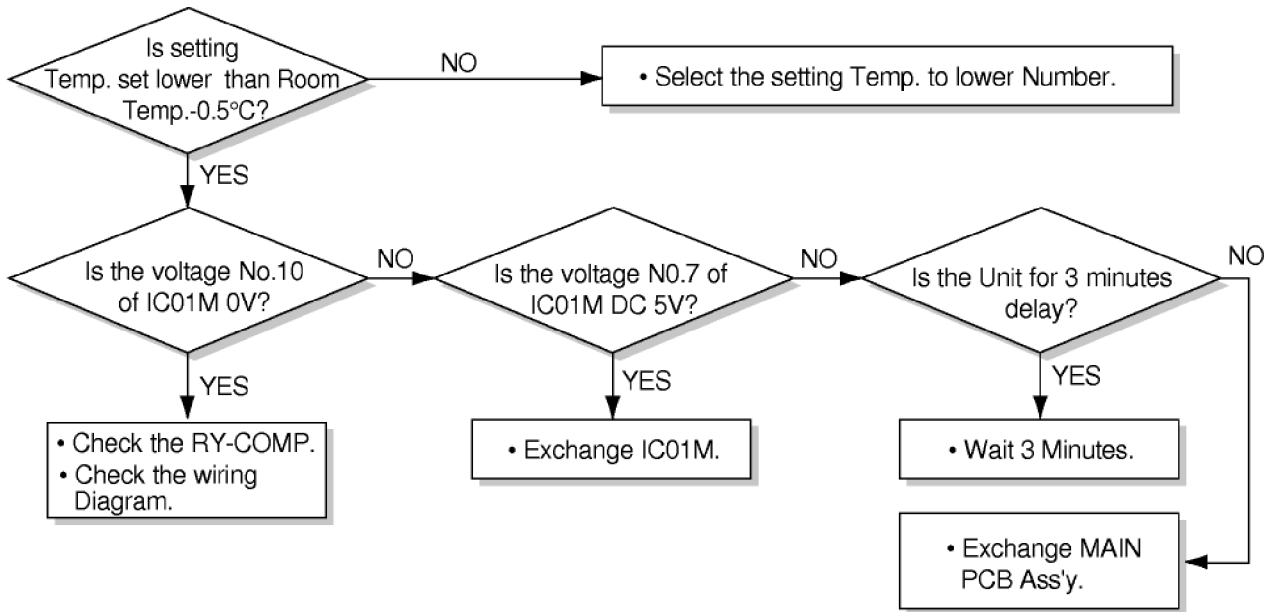 Is setting
Temp. set lower than Room
Temp.-0.5°C?
NO
• Select the setting Temp. to lower Number.
YES
Is the voltage No.10
of IC01M 0V?
NO
Is the voltage N0.7 of
IC01M DC 5V?
NO
Is the Unit for 3 minutes
delay?
NO
YES
YES
YES
• Check the RY-COMP.
• Check the wiring
Diagram.
• Exchange IC01M.
• Wait 3 Minutes.
• Exchange MAIN
PCB Ass'y.